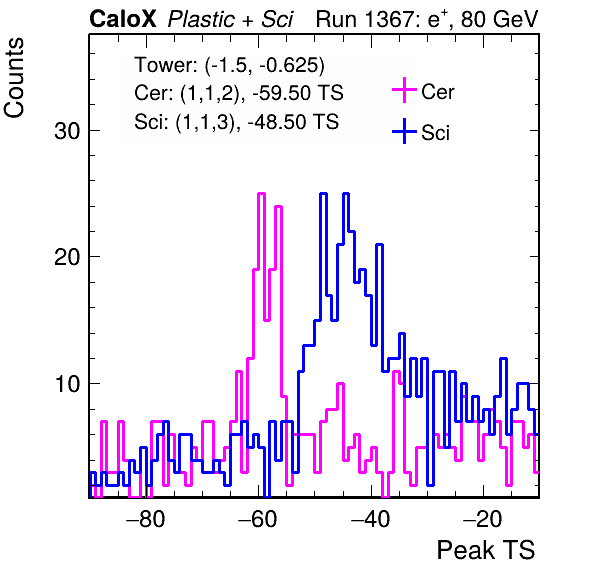 CaloX Plastic + Sci Run 1367: e⁺, 80 GeV
Counts
Tower: (-1.5, -0.625)
Cer: (1,1,2), -59.50 TS
Sci: (1,1,3), -48.50 TS
Cer
Sci
30
20
10
−80 −60 −40 −20
Peak TS